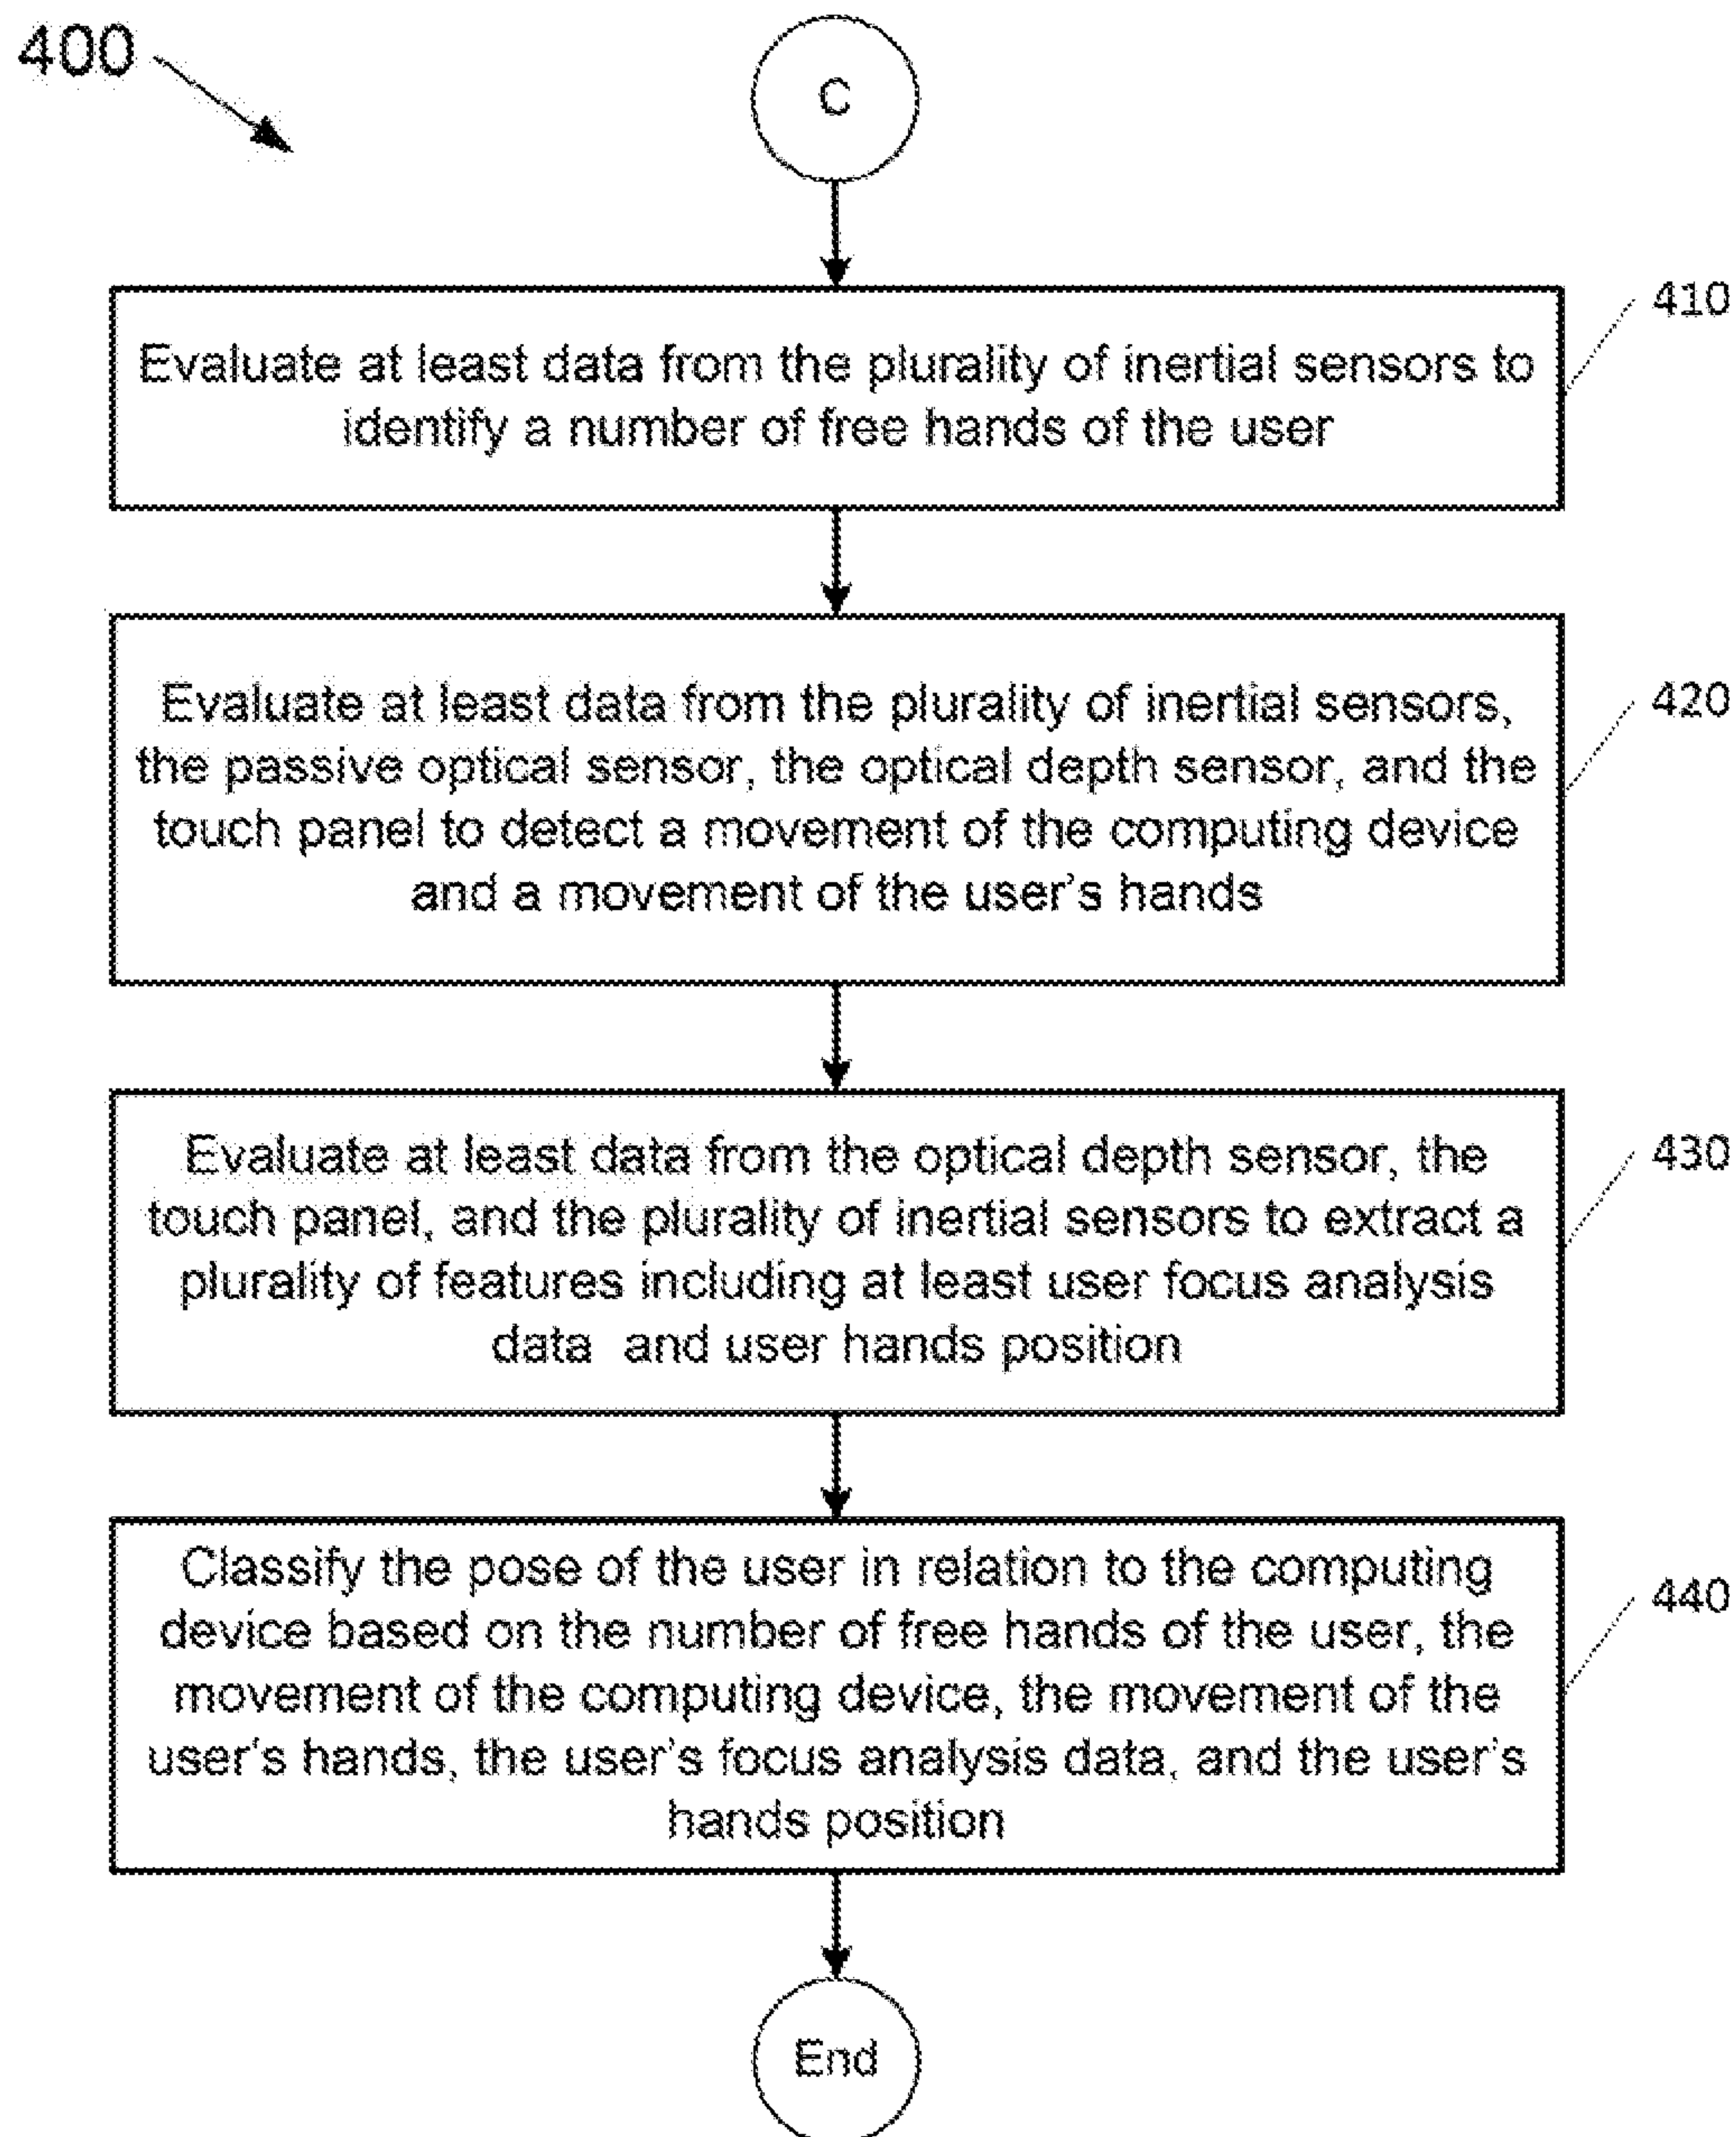 400
C
410
Evaluate at least data from the plurality of inertial sensors to
identify a number of free hands of the user
420
Evaluate at least data from the plurality of inertial sensors,
the passive optical sensor, the optical depth sensor, and the
touch panel to detect a movement of the computing device
and a movement of the user's hands
430
Evaluate at least data from the optical depth sensor, the
touch panel, and the plurality of inertial sensors to extract a
plurality of features including at least user focus analysis
data and user hands position
440
Classify the pose of the user in relation to the computing
device based on the number of free hands of the user, the
movement of the computing device, the movement of the
user's hands, the user's focus analysis data, and the user's
hands position
End